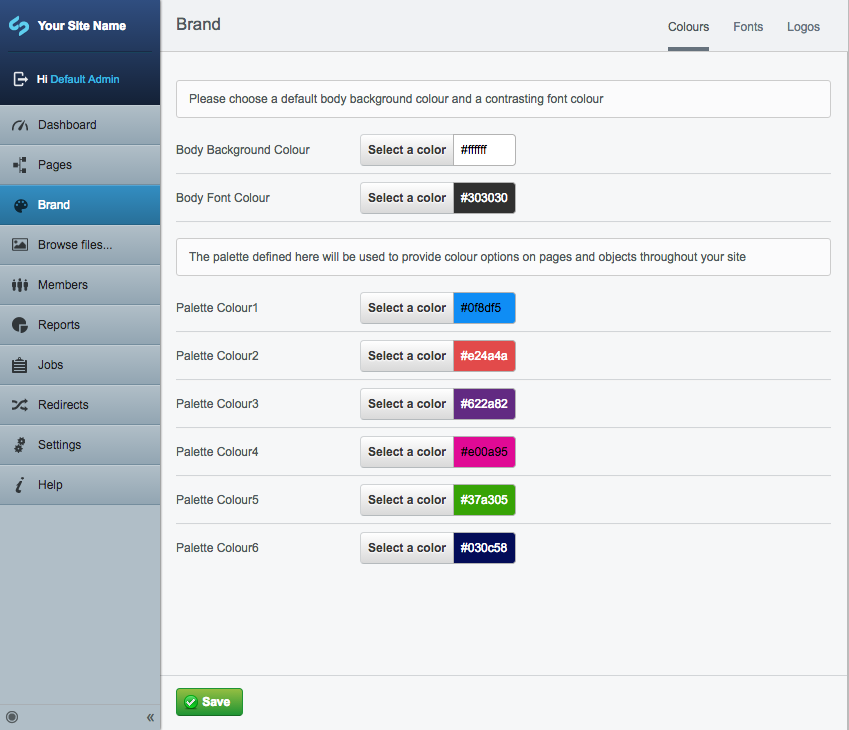 Your Site Name
Hi Default Admin
Dashboard
Pages
Brand
Browse files...
Members
Reports
Jobs
Redirects
Settings
Help
«
Brand
Colours Fonts Logos
Please choose a default body background colour and a contrasting font colour
Body Background Colour Select a color #ffffff
Body Font Colour Select a color #303030
The palette defined here will be used to provide colour options on pages and objects throughout your site
Palette Colour1 Select a color #0f8df5
Palette Colour2 Select a color #e24a4a
Palette Colour3 Select a color #622a82
Palette Colour4 Select a color #e00a95
Palette Colour5 Select a color #37a305
Palette Colour6 Select a color #030c58
Save